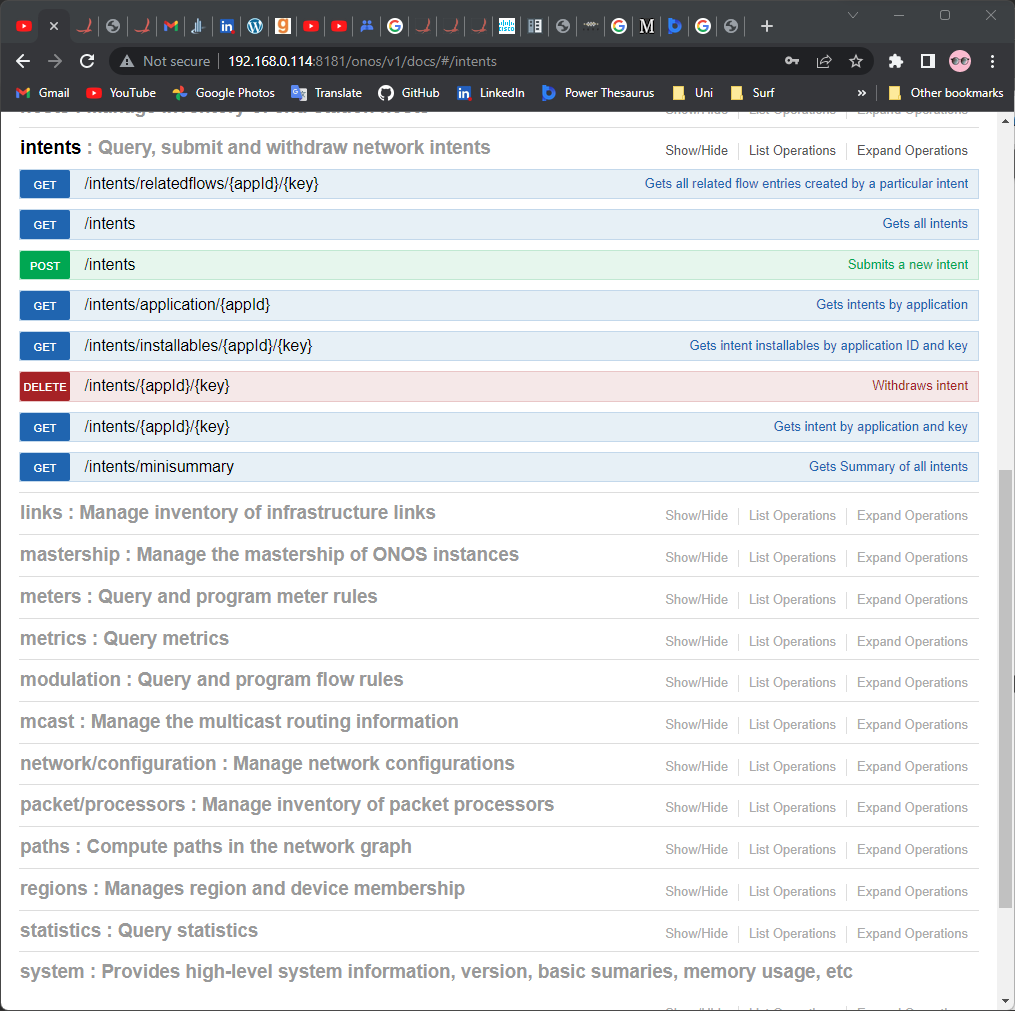 Not secure 192.168.0.114:8181/onos/v1/docs/#/intents
Gmail YouTube Google Photos Translate GitHub LinkedIn Power Thesaurus Uni Surf » Other bookmarks
intents : Query, submit and withdraw network intents Show/Hide List Operations Expand Operations
GET /intents/relatedflows/{appId}/{key} Gets all related flow entries created by a particular intent
GET /intents Gets all intents
POST /intents Submits a new intent
GET /intents/application/{appId} Gets intents by application
GET /intents/installables/{appId}/{key} Gets intent installables by application ID and key
DELETE /intents/{appId}/{key} Withdraws intent
GET /intents/{appId}/{key} Gets intent by application and key
GET /intents/minisummary Gets Summary of all intents
links : Manage inventory of infrastructure links Show/Hide List Operations Expand Operations
mastership : Manage the mastership of ONOS instances Show/Hide List Operations Expand Operations
meters : Query and program meter rules Show/Hide List Operations Expand Operations
metrics : Query metrics Show/Hide List Operations Expand Operations
modulation : Query and program flow rules Show/Hide List Operations Expand Operations
mcast : Manage the multicast routing information Show/Hide List Operations Expand Operations
network/configuration : Manage network configurations Show/Hide List Operations Expand Operations
packet/processors : Manage inventory of packet processors Show/Hide List Operations Expand Operations
paths : Compute paths in the network graph Show/Hide List Operations Expand Operations
regions : Manages region and device membership Show/Hide List Operations Expand Operations
statistics : Query statistics Show/Hide List Operations Expand Operations
system : Provides high-level system information, version, basic sumaries, memory usage, etc